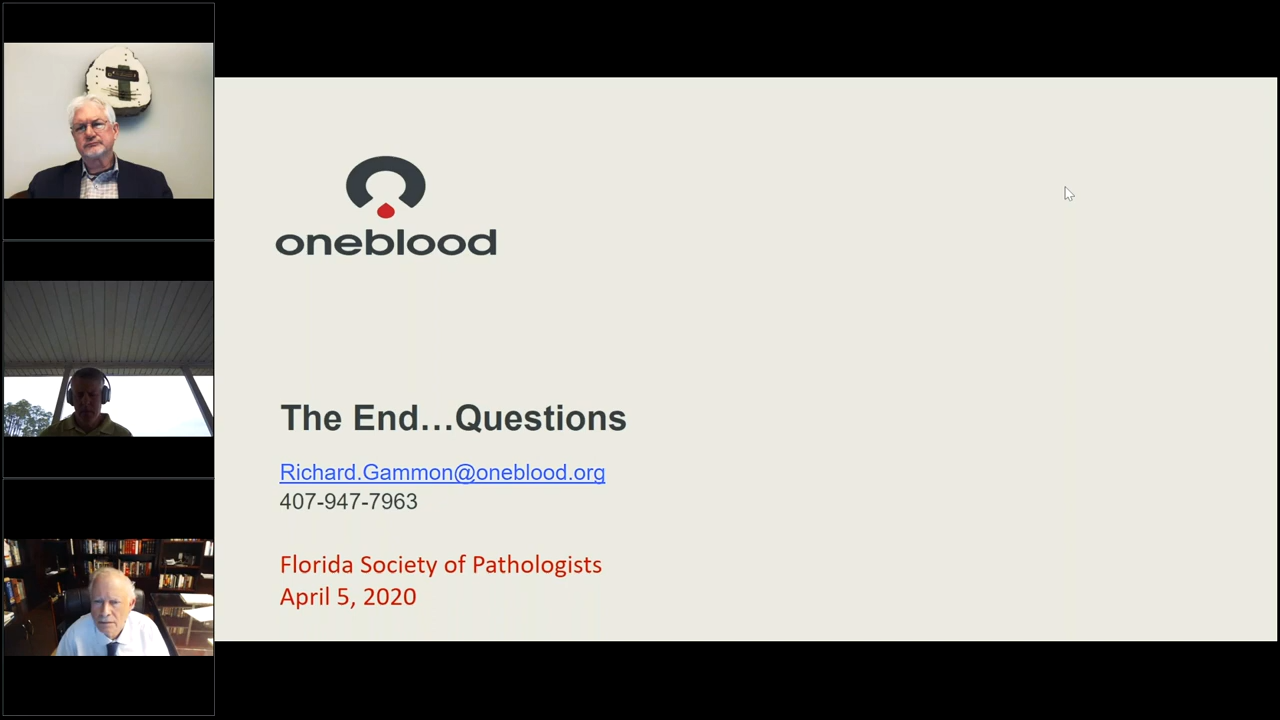 oneblood
The End…Questions
Richard.Gammon@oneblood.org
407-947-7963
Florida Society of Pathologists
April 5, 2020